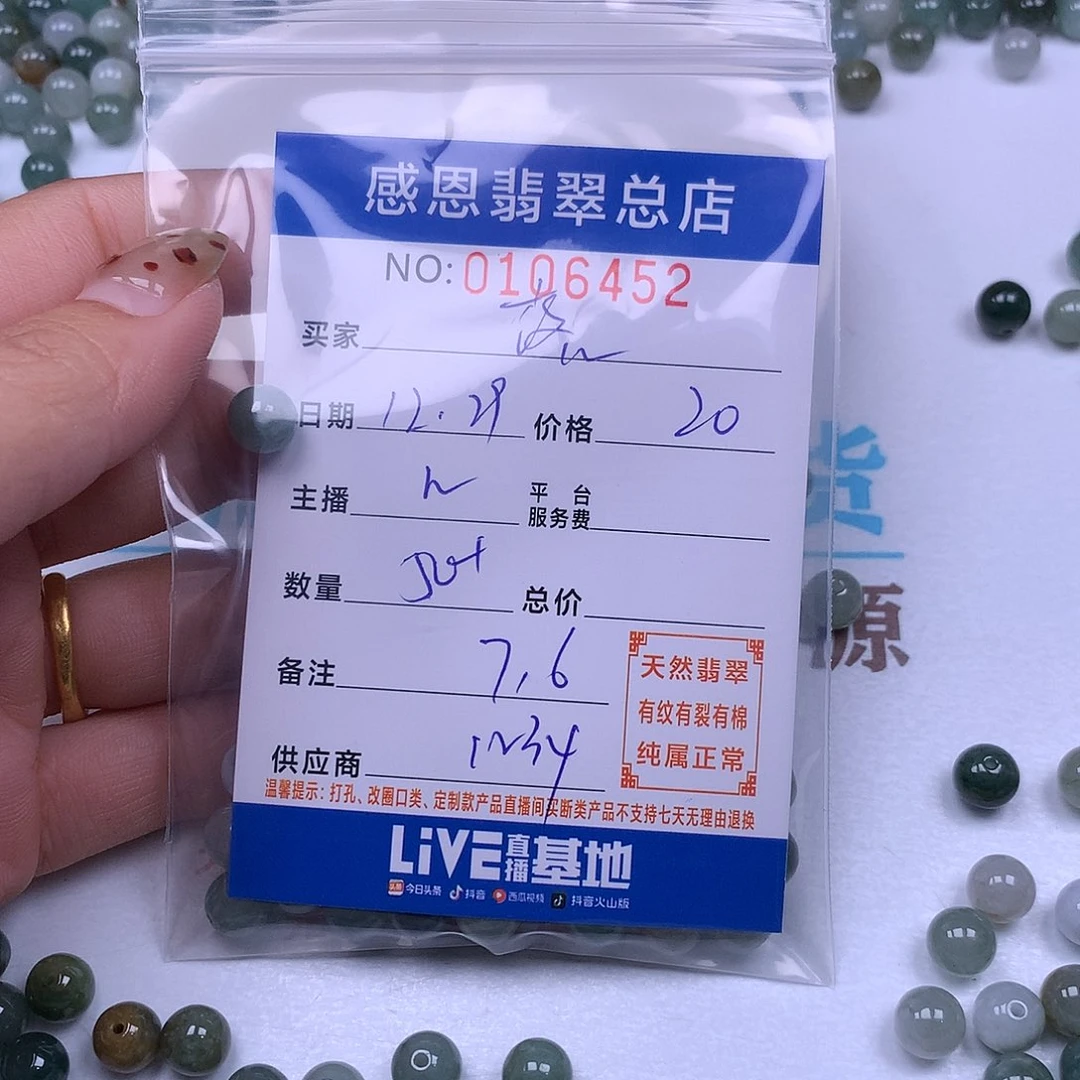 感恩翡翠总店
NO:0106452
买家
日期 12.29 价格 20
主播
平台
服务费
数量
总价
备注 7,6
天然翡翠
有纹有裂有棉
纯属正常
供应商 1234
温馨提示：打孔、改圈口类、定制款产品直播间买断类产品不支持七天无理由退换
LiVE直播基地
头条 今日头条 抖音 西瓜视频 抖音火山版
货
源